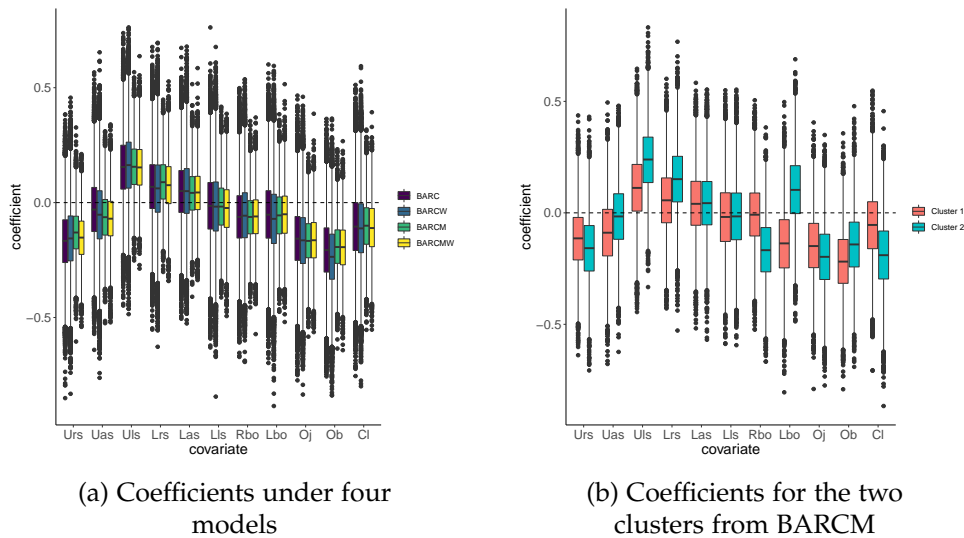 0.5
0.0
−0.5
coefficient
Urs Uas Uls Lrs Las Lls Rbo Lbo Oj Ob Cl
covariate
BARC
BARCW
BARCM
BARCMW
(a) Coefficients under four
models
0.5
0.0
−0.5
coefficient
Urs Uas Uls Lrs Las Lls Rbo Lbo Oj Ob Cl
covariate
Cluster 1
Cluster 2
(b) Coefficients for the two
clusters from BARCM